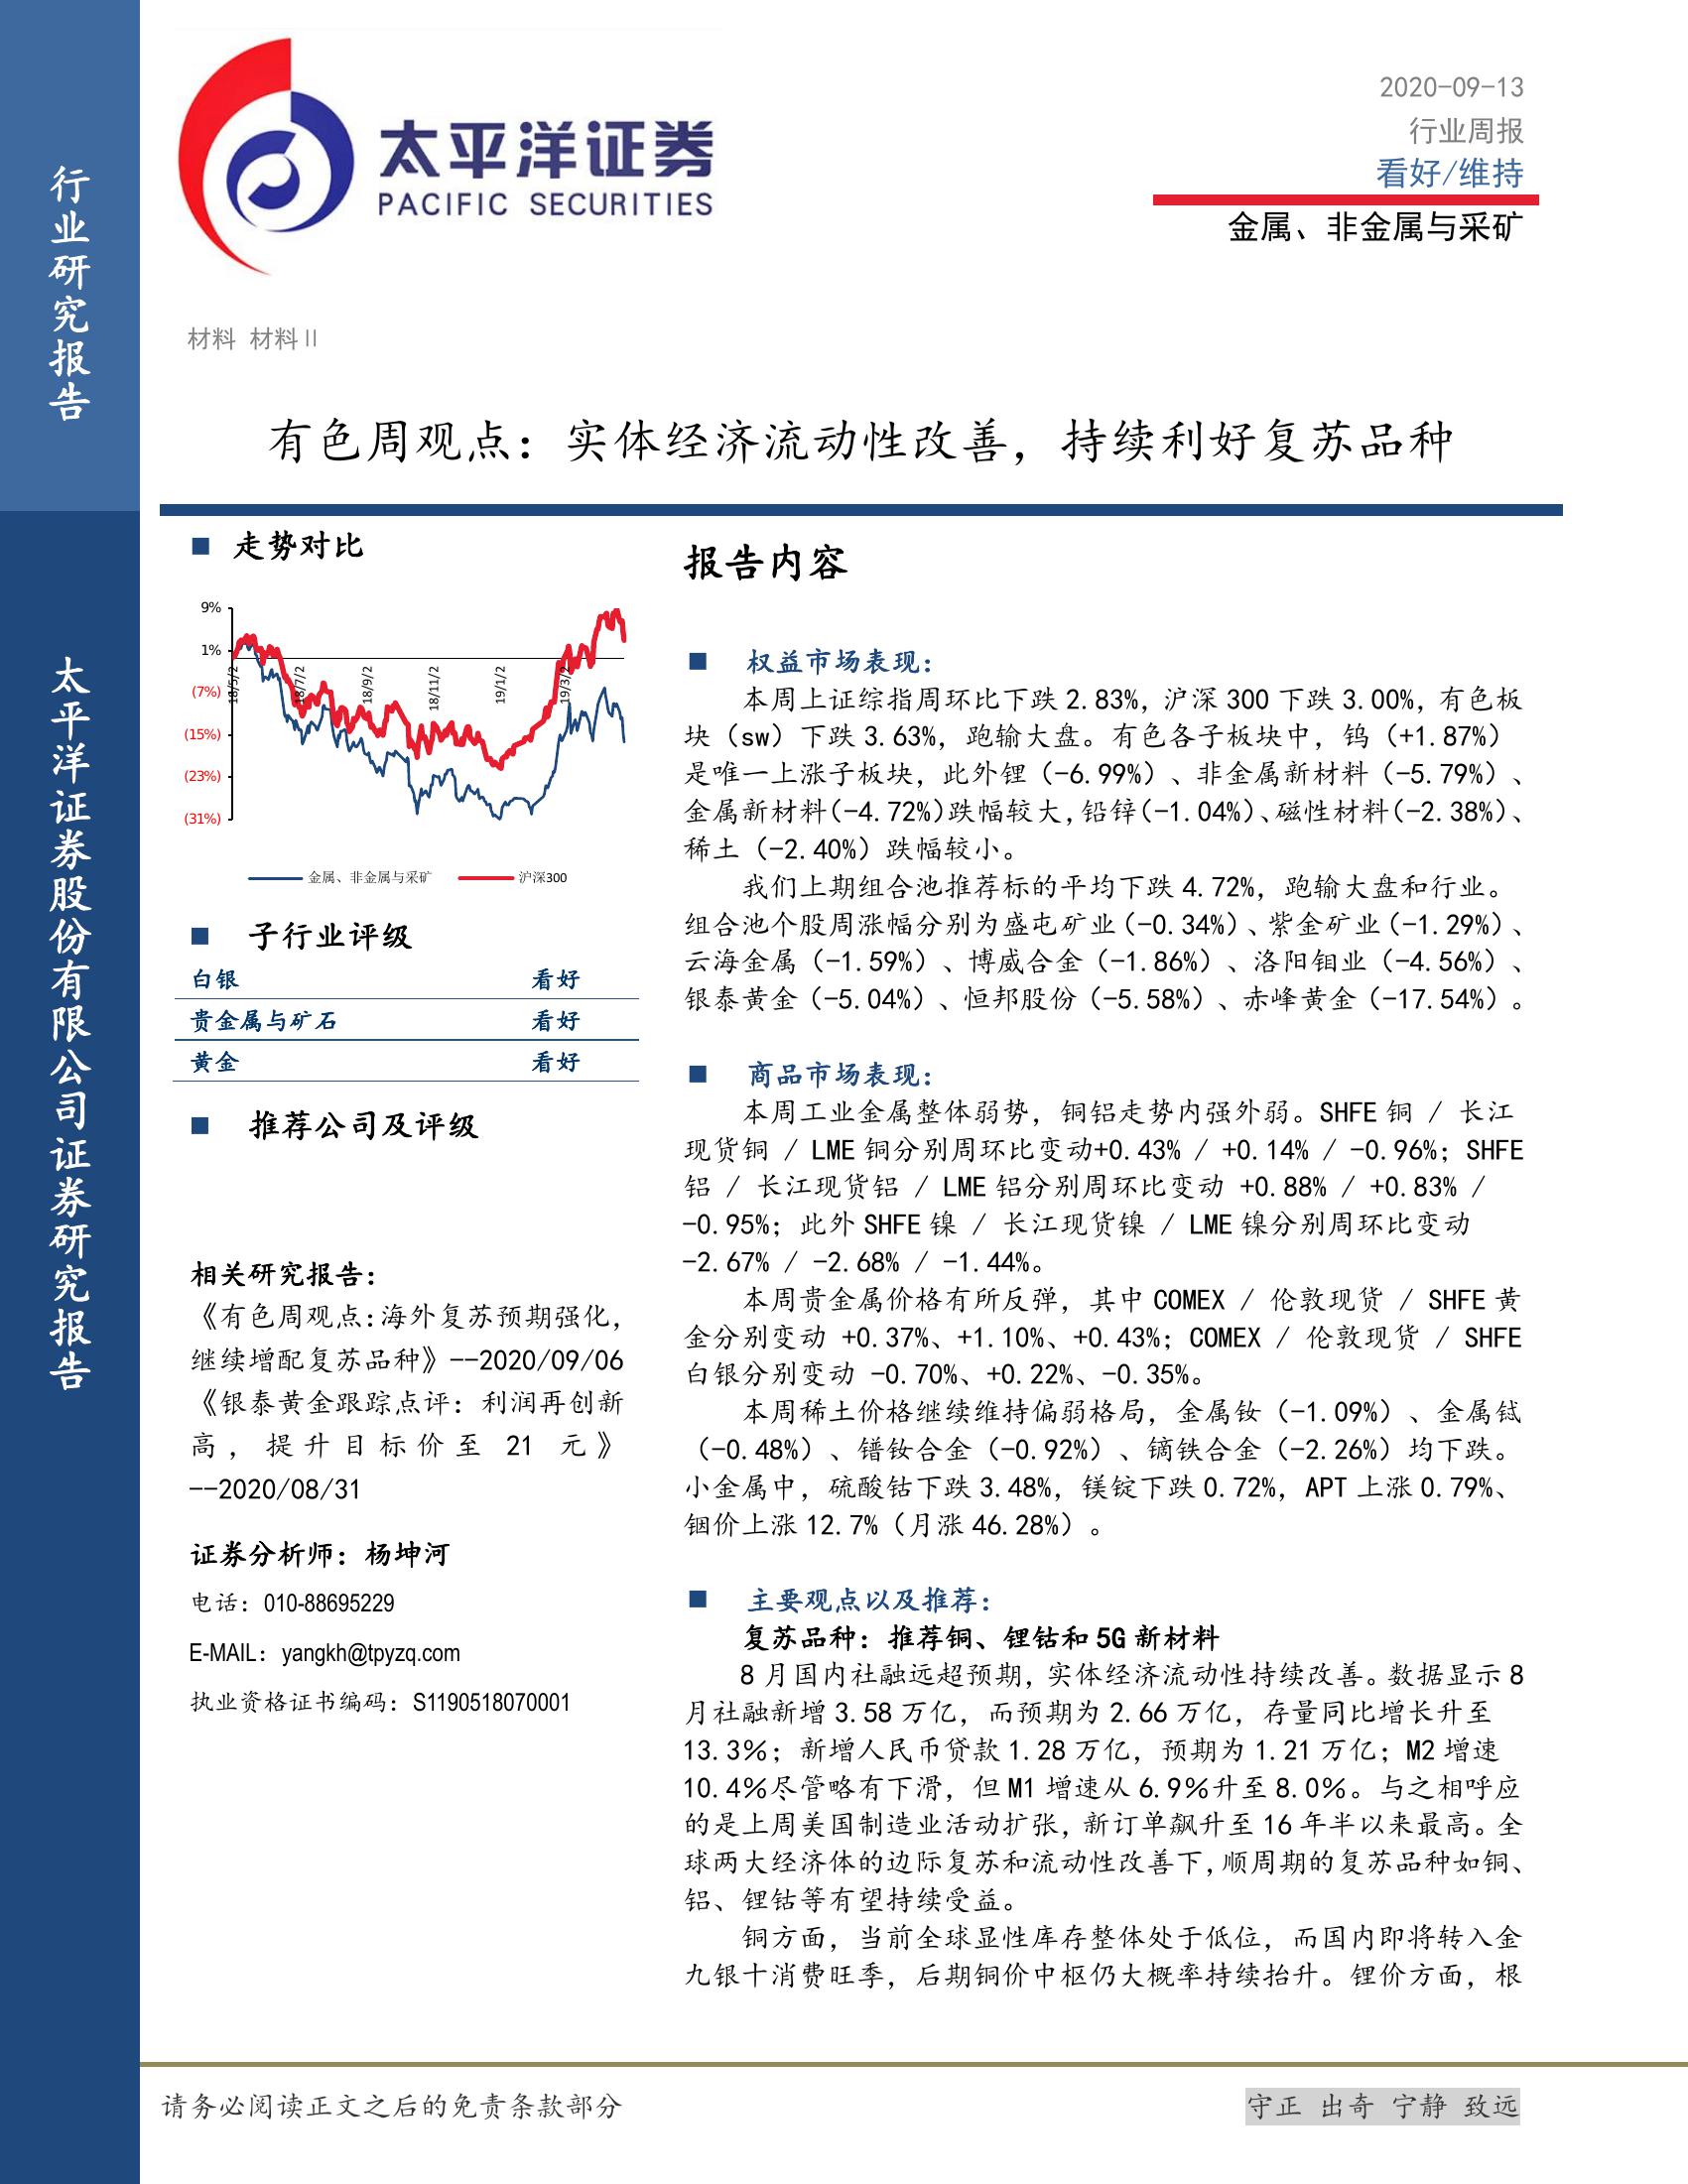 行业研究报告
太平洋证券股份有限公司证券研究报告
太平洋证券
PACIFIC SECURITIES
2020-09-13
行业周报
看好/维持
金属、非金属与采矿
材料 材料Ⅱ
有色周观点：实体经济流动性改善，持续利好复苏品种
■ 走势对比
9%
1%
(7%)
(15%)
(23%)
(31%)
18/5/2
18/7/2
18/9/2
18/11/2
19/1/2
19/3/2
金属、非金属与采矿 沪深300
■ 子行业评级
白银 看好
贵金属与矿石 看好
黄金 看好
■ 推荐公司及评级
相关研究报告：
《有色周观点:海外复苏预期强化，
继续增配复苏品种》--2020/09/06
《银泰黄金跟踪点评：利润再创新
高，提升目标价至 21 元》
--2020/08/31
证券分析师：杨坤河
电话：010-88695229
E-MAIL：yangkh@tpyzq.com
执业资格证书编码：S1190518070001
报告内容
■ 权益市场表现：
本周上证综指周环比下跌 2.83%，沪深 300 下跌 3.00%，有色板
块（sw）下跌 3.63%，跑输大盘。有色各子板块中，钨（+1.87%）
是唯一上涨子板块，此外锂（-6.99%）、非金属新材料（-5.79%）、
金属新材料(-4.72%)跌幅较大,铅锌(-1.04%)、磁性材料(-2.38%)、
稀土（-2.40%）跌幅较小。
我们上期组合池推荐标的平均下跌 4.72%，跑输大盘和行业。
组合池个股周涨幅分别为盛屯矿业（-0.34%）、紫金矿业（-1.29%）、
云海金属（-1.59%）、博威合金（-1.86%）、洛阳钼业（-4.56%）、
银泰黄金（-5.04%）、恒邦股份（-5.58%）、赤峰黄金（-17.54%）。
■ 商品市场表现：
本周工业金属整体弱势，铜铝走势内强外弱。SHFE 铜 / 长江
现货铜 / LME 铜分别周环比变动+0.43% / +0.14% / -0.96%；SHFE
铝 / 长江现货铝 / LME 铝分别周环比变动 +0.88% / +0.83% /
-0.95%；此外 SHFE 镍 / 长江现货镍 / LME 镍分别周环比变动
-2.67% / -2.68% / -1.44%。
本周贵金属价格有所反弹，其中 COMEX / 伦敦现货 / SHFE 黄
金分别变动 +0.37%、+1.10%、+0.43%；COMEX / 伦敦现货 / SHFE
白银分别变动 -0.70%、+0.22%、-0.35%。
本周稀土价格继续维持偏弱格局，金属钕（-1.09%）、金属铽
（-0.48%）、镨钕合金（-0.92%）、镝铁合金（-2.26%）均下跌。
小金属中，硫酸钴下跌 3.48%，镁锭下跌 0.72%，APT 上涨 0.79%、
铟价上涨 12.7%（月涨 46.28%）。
■ 主要观点以及推荐：
复苏品种：推荐铜、锂钴和 5G 新材料
8 月国内社融远超预期，实体经济流动性持续改善。数据显示 8
月社融新增 3.58 万亿，而预期为 2.66 万亿，存量同比增长升至
13.3%；新增人民币贷款 1.28 万亿，预期为 1.21 万亿；M2 增速
10.4%尽管略有下滑，但 M1 增速从 6.9%升至 8.0%。与之相呼应
的是上周美国制造业活动扩张，新订单飙升至 16 年半以来最高。全
球两大经济体的边际复苏和流动性改善下,顺周期的复苏品种如铜、
铝、锂钴等有望持续受益。
铜方面，当前全球显性库存整体处于低位，而国内即将转入金
九银十消费旺季，后期铜价中枢仍大概率持续抬升。锂价方面，根
请务必阅读正文之后的免责条款部分
守正 出奇 宁静 致远